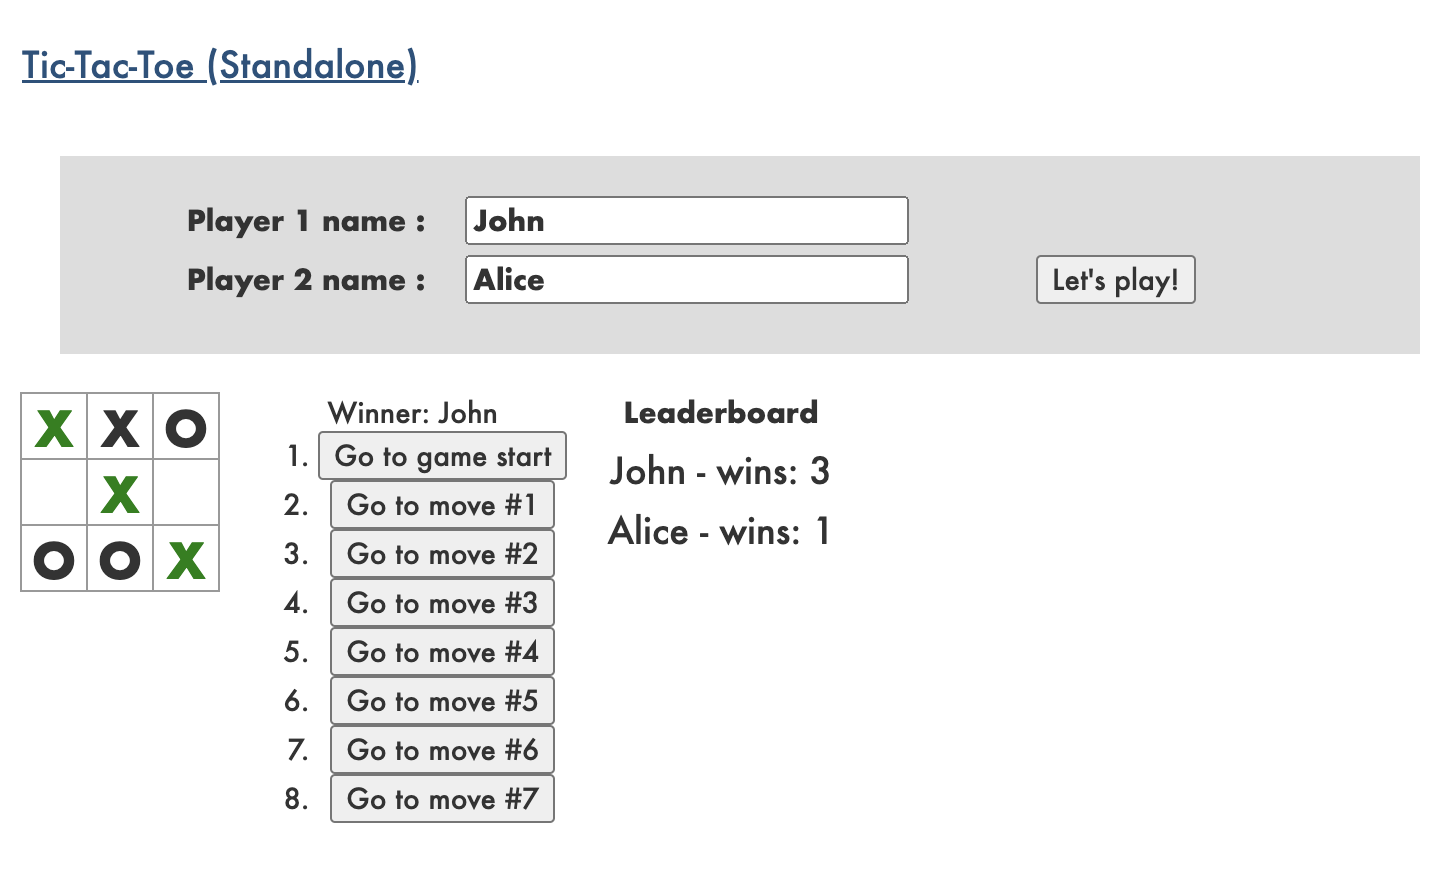 Tic-Tac-Toe (Standalone)
Player 1 name : John
Player 2 name : Alice
Let's play!
X X O
X
O O X
Winner: John
1. Go to game start
2. Go to move #1
3. Go to move #2
4. Go to move #3
5. Go to move #4
6. Go to move #5
7. Go to move #6
8. Go to move #7
Leaderboard
John - wins: 3
Alice - wins: 1